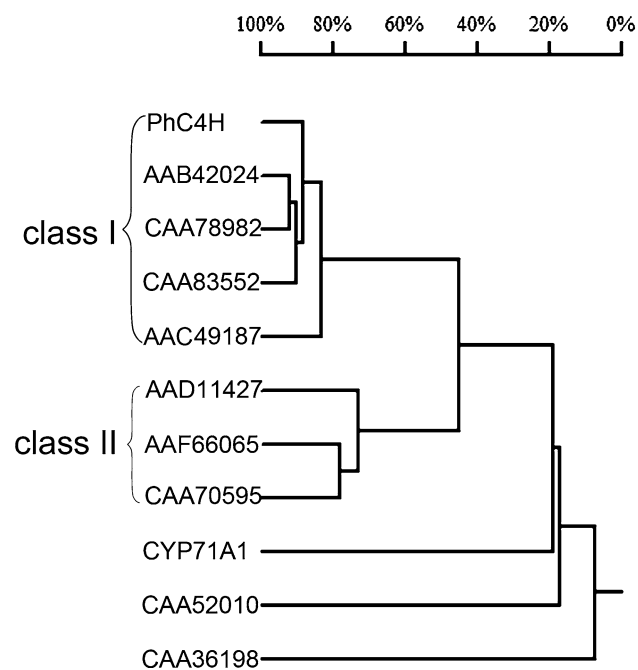 100% 80% 60% 40% 20% 0%
PhC4H
AAB42024
CAA78982
class I
CAA83552
AAC49187
AAD11427
class II
AAF66065
CAA70595
CYP71A1
CAA52010
CAA36198